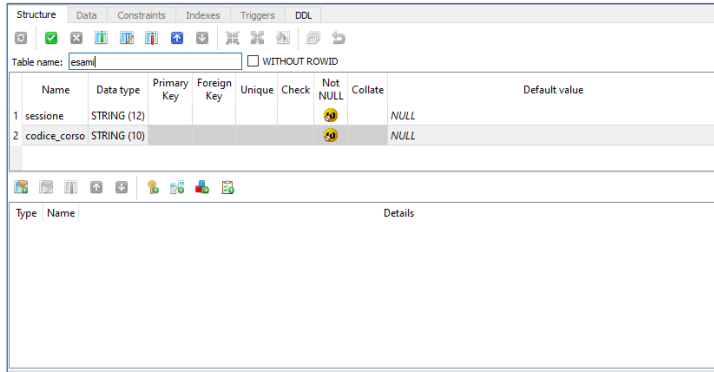 Structure Data Constraints Indexes Triggers DDL
Table name: esami WITHOUT ROWID
Name Data type Primary Key Foreign Key Unique Check Not NULL Collate Default value
1 sessione STRING (12) NULL
2 codice_corso STRING (10) NULL
Type Name Details